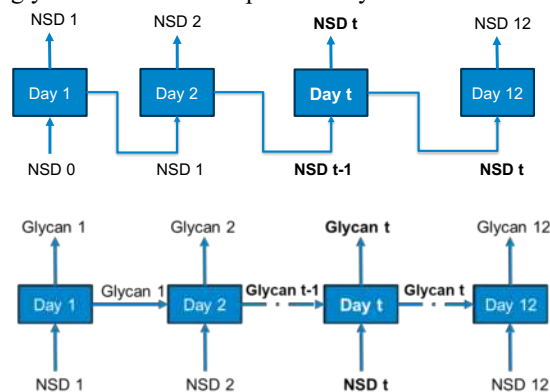 NSD 1 NSD 2 NSD t NSD 12
Day 1 Day 2 Day t Day 12
NSD 0 NSD 1 NSD t-1 NSD t
Glycan 1 Glycan 2 Glycan t Glycan 12
Glycan 1 Glycan t-1 Glycan t
Day 1 Day 2 Day t Day 12
NSD 1 NSD 2 NSD t NSD 12